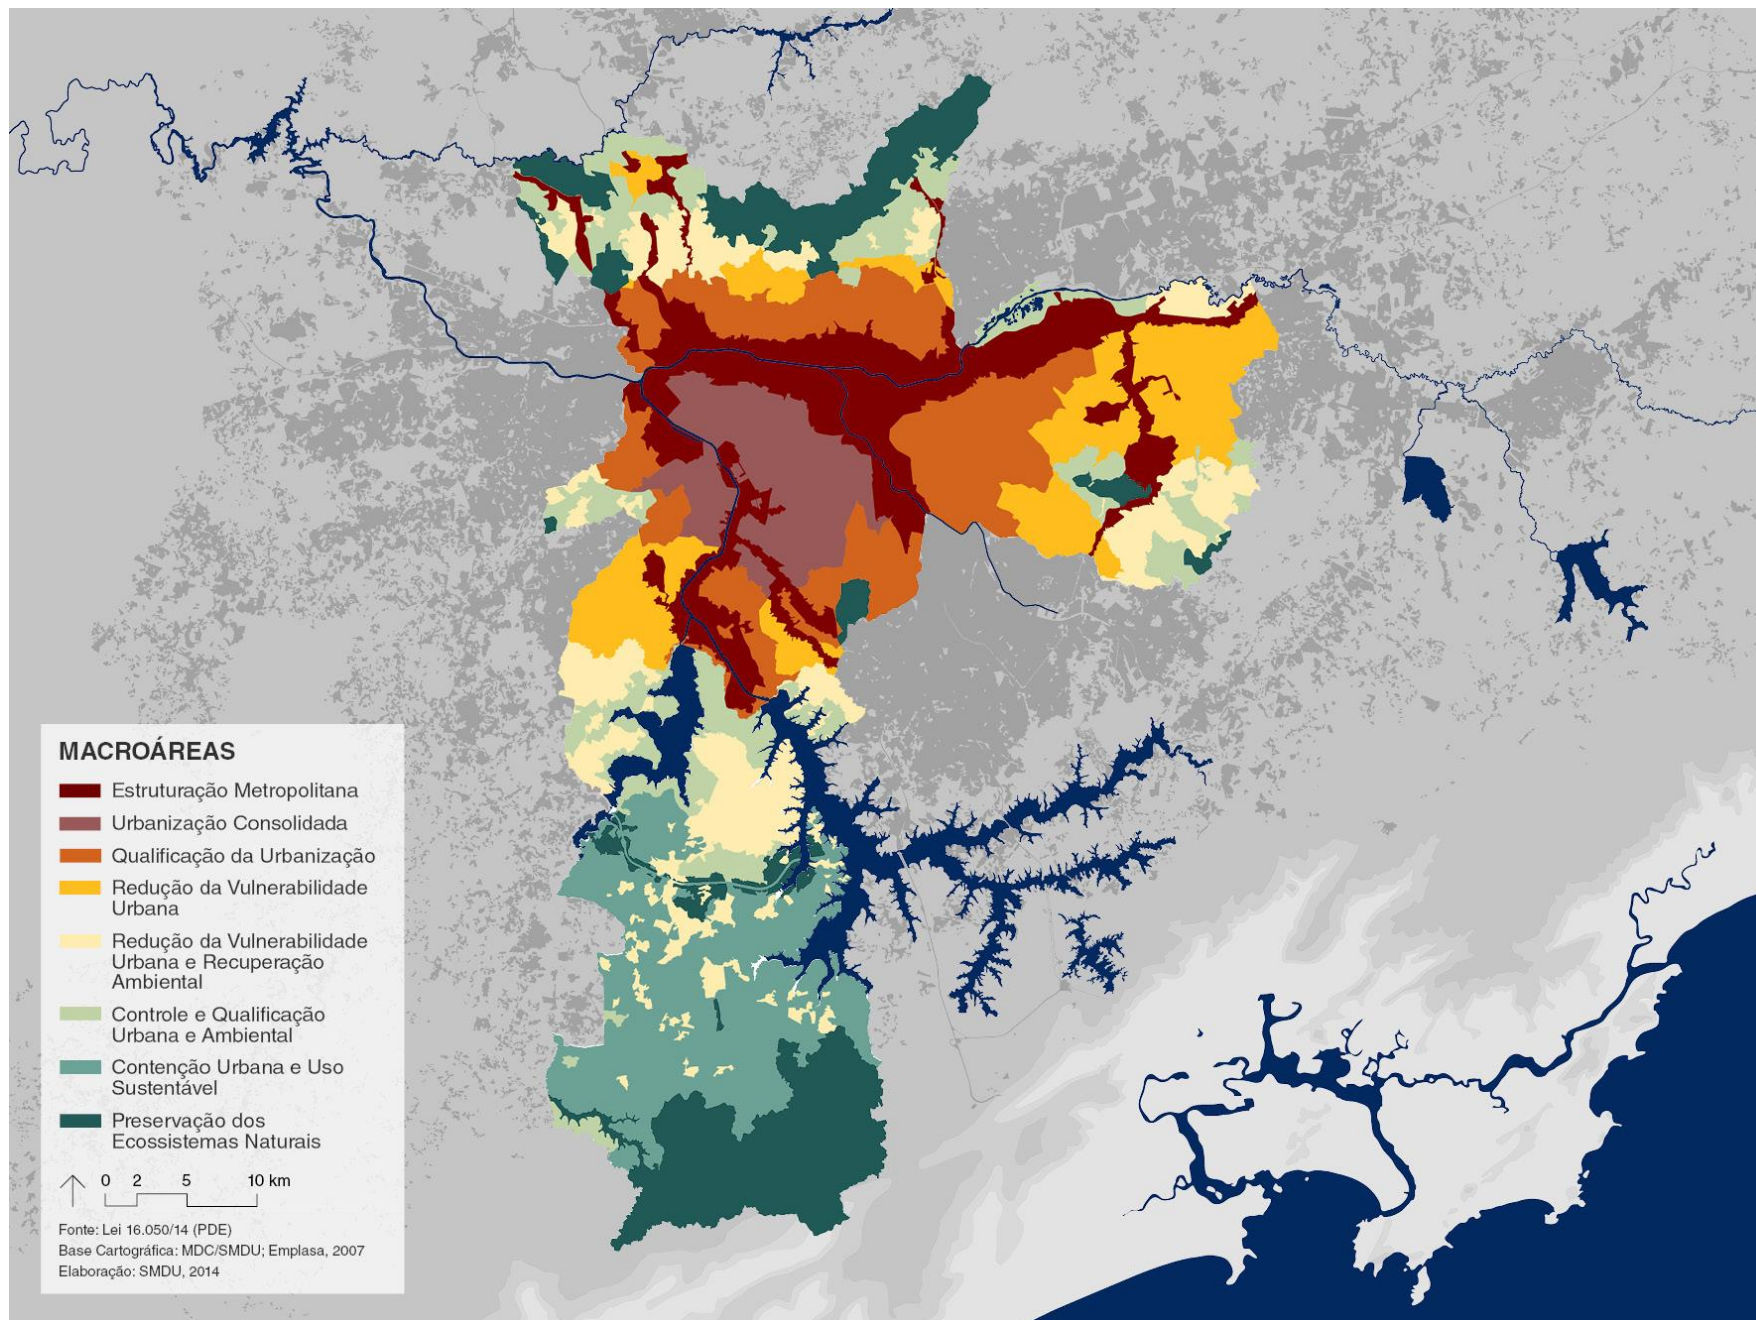 MACROÁREAS
Estruturação Metropolitana
Urbanização Consolidada
Qualificação da Urbanização
Redução da Vulnerabilidade
Urbana
Redução da Vulnerabilidade
Urbana e Recuperação
Ambiental
Controle e Qualificação
Urbana e Ambiental
Contenção Urbana e Uso
Sustentável
Preservação dos
Ecossistemas Naturais
0 2 5 10 km
Fonte: Lei 16.050/14 (PDE)
Base Cartográfica: MDC/SMDU; Emplasa, 2007
Elaboração: SMDU, 2014